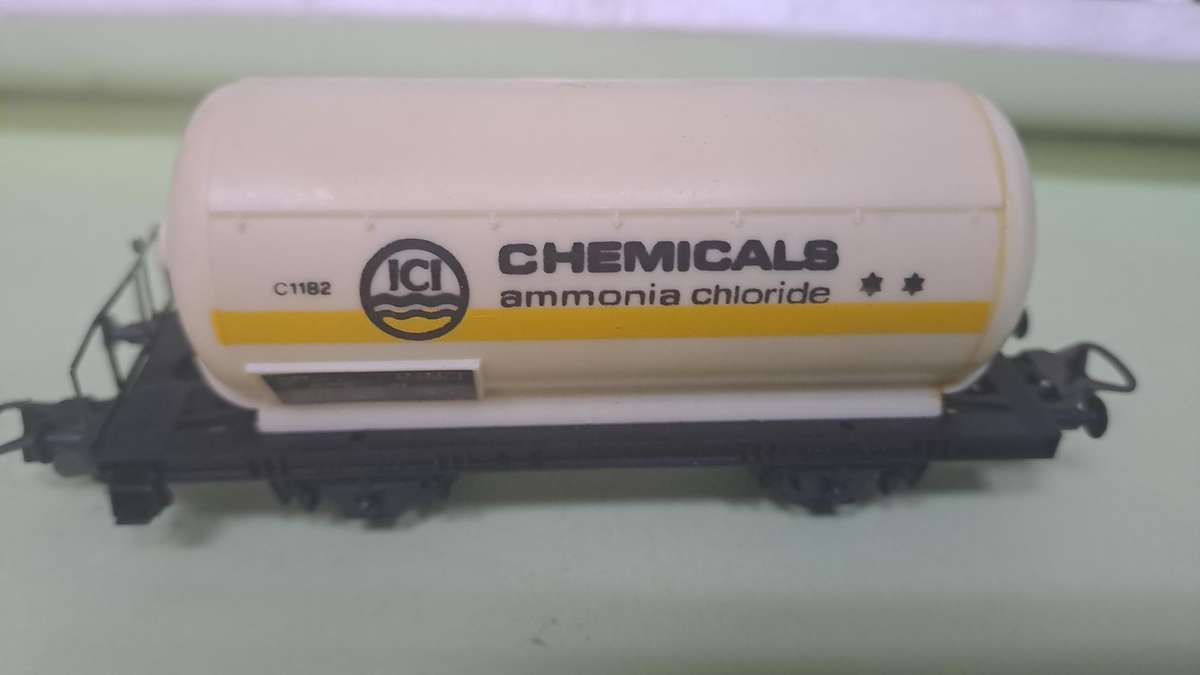 CHEMICALS
C1182 ICI
ammonia chloride